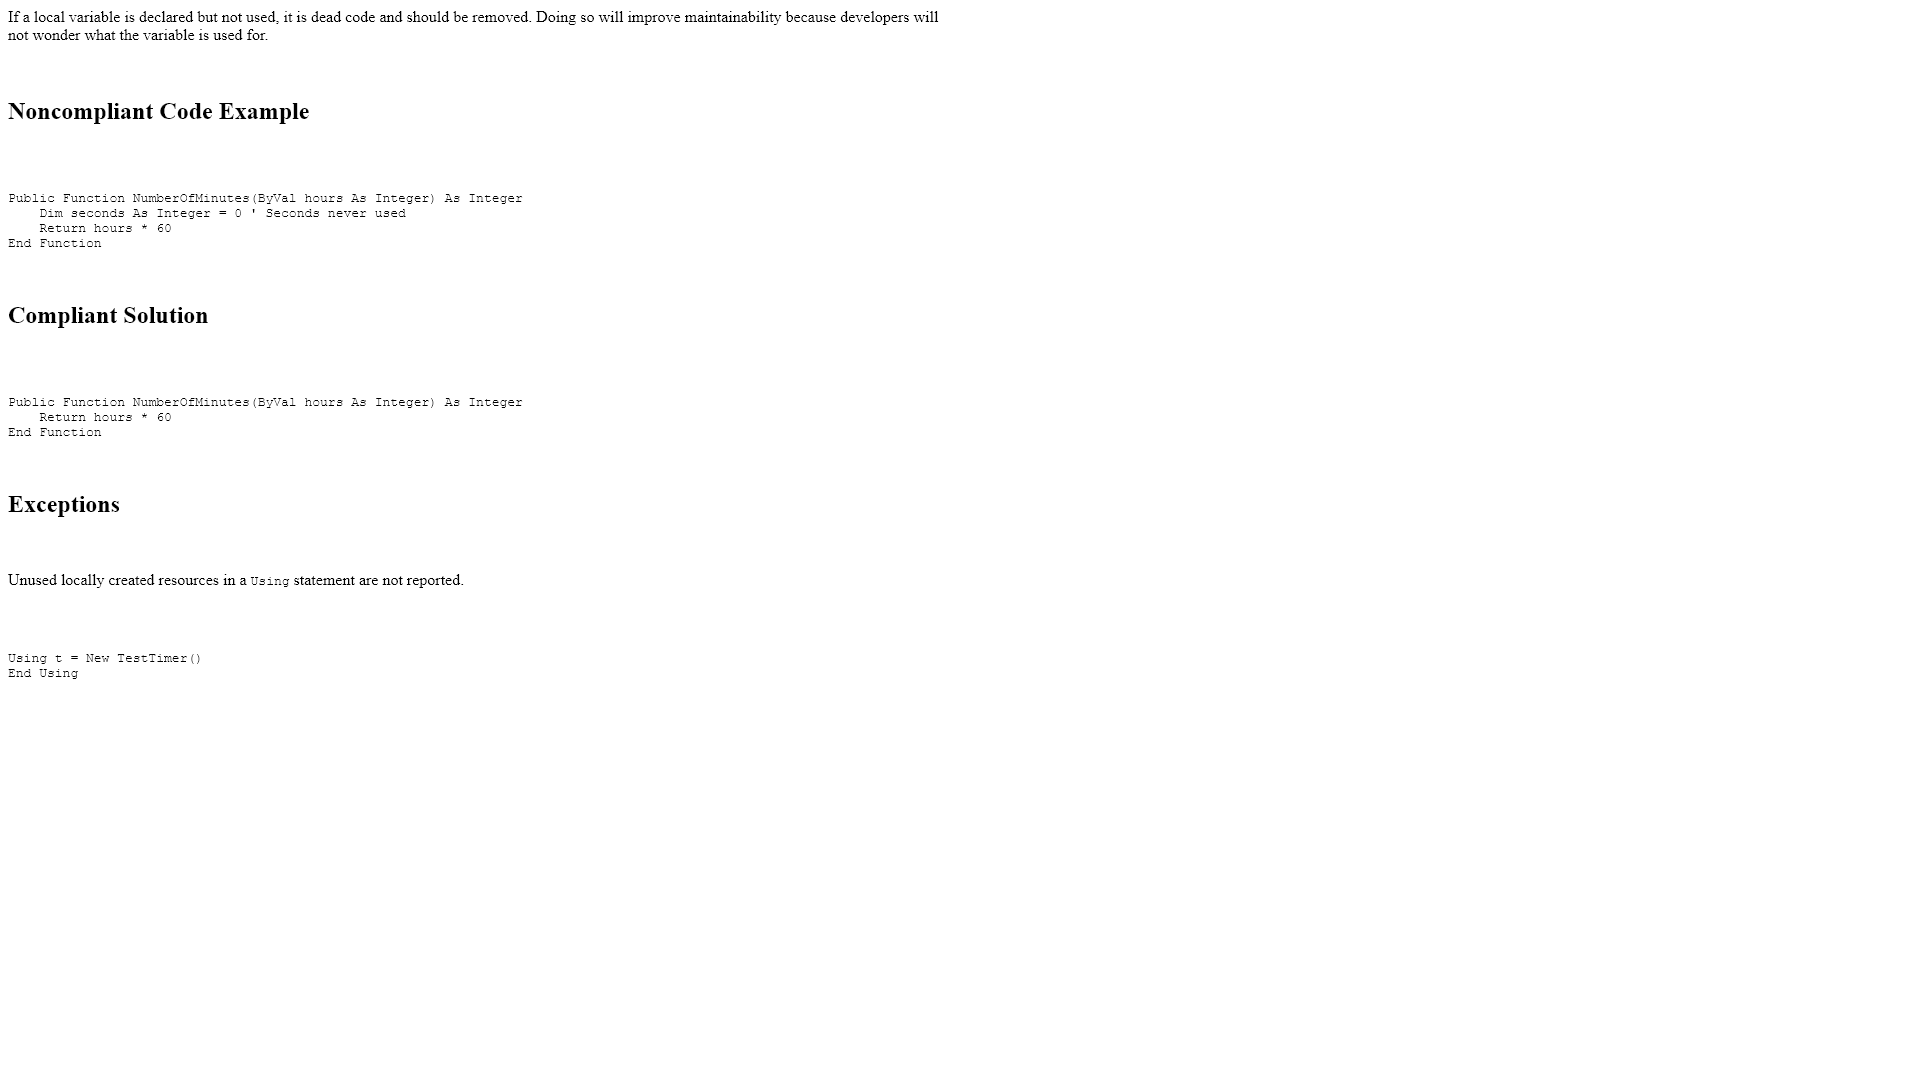 If a local variable is declared but not used, it is dead code and should be removed. Doing so will improve maintainability because developers will
not wonder what the variable is used for.
Noncompliant Code Example
Public Function NumberOfMinutes(ByVal hours As Integer) As Integer
    Dim seconds As Integer = 0 ' Seconds never used
    Return hours * 60
End Function
Compliant Solution
Public Function NumberOfMinutes(ByVal hours As Integer) As Integer
    Return hours * 60
End Function
Exceptions
Unused locally created resources in a Using statement are not reported.
Using t = New TestTimer()
End Using